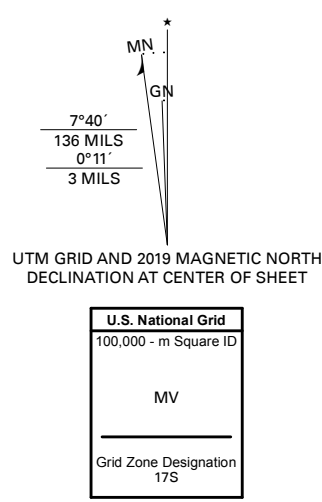 ★
MN
GN
7°40´
136 MILS
0°11´
3 MILS
UTM GRID AND 2019 MAGNETIC NORTH
DECLINATION AT CENTER OF SHEET
U.S. National Grid
100,000 - m Square ID
MV
Grid Zone Designation
17S